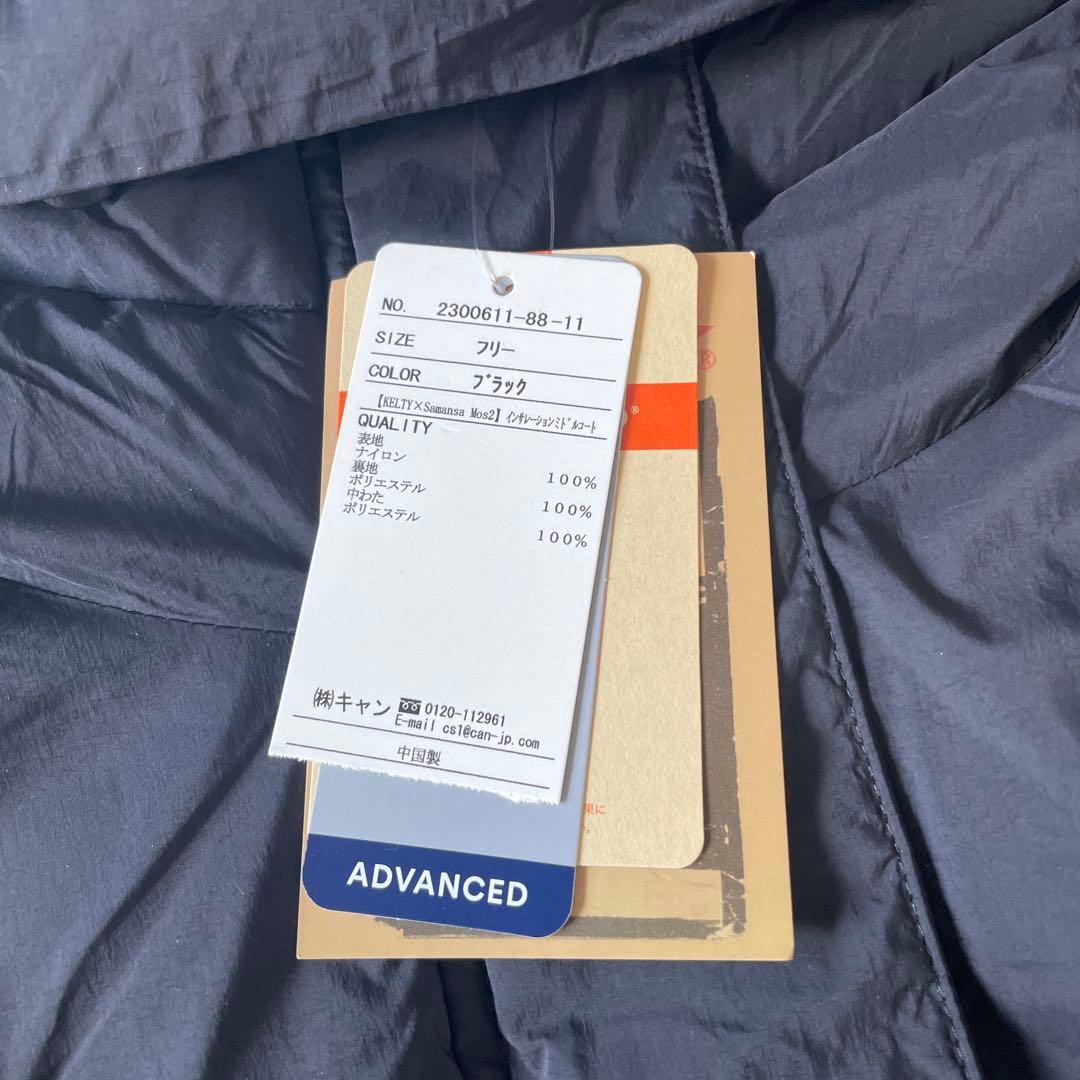 NO. 2300611-88-11
SIZE フリー
COLOR ブラック
【KELTY×Samansa Mos2】インサレーションミドルコート
QUALITY
表地
ナイロン 100%
裏地
ポリエステル 100%
中わた
ポリエステル 100%
㈱キャン 0120-112961
E-mail cs1@can-jp.com
中国製
®
®
果に
。
ADVANCED